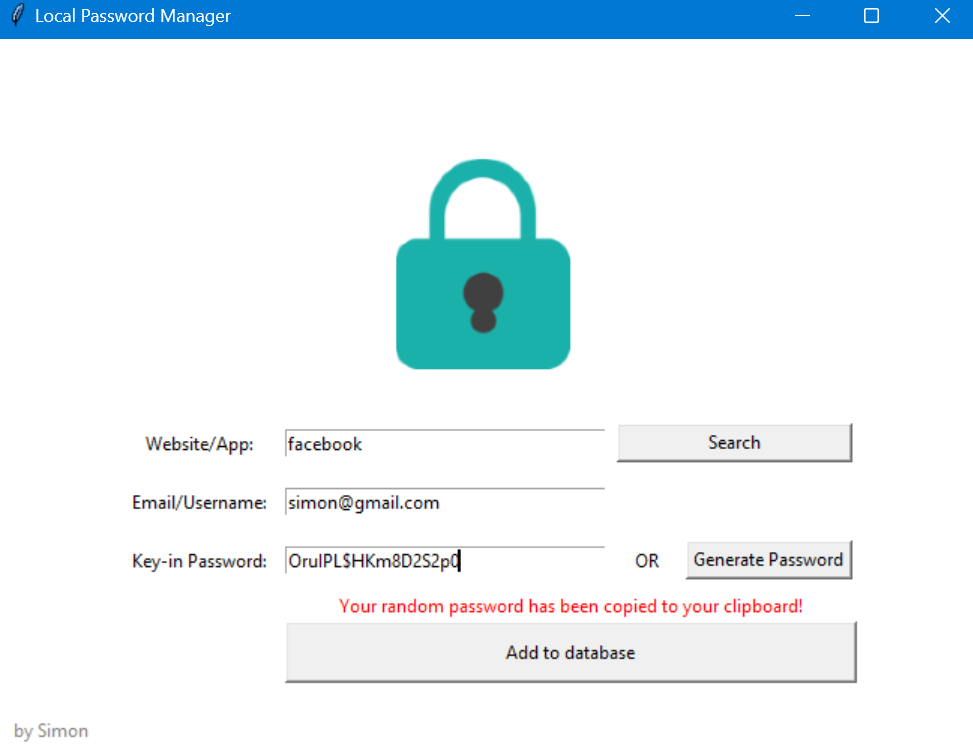 Local Password Manager
Website/App: facebook Search
Email/Username: simon@gmail.com
Key-in Password: OruIPL$HKm8D2S2p0 OR Generate Password
Your random password has been copied to your clipboard!
Add to database
by Simon